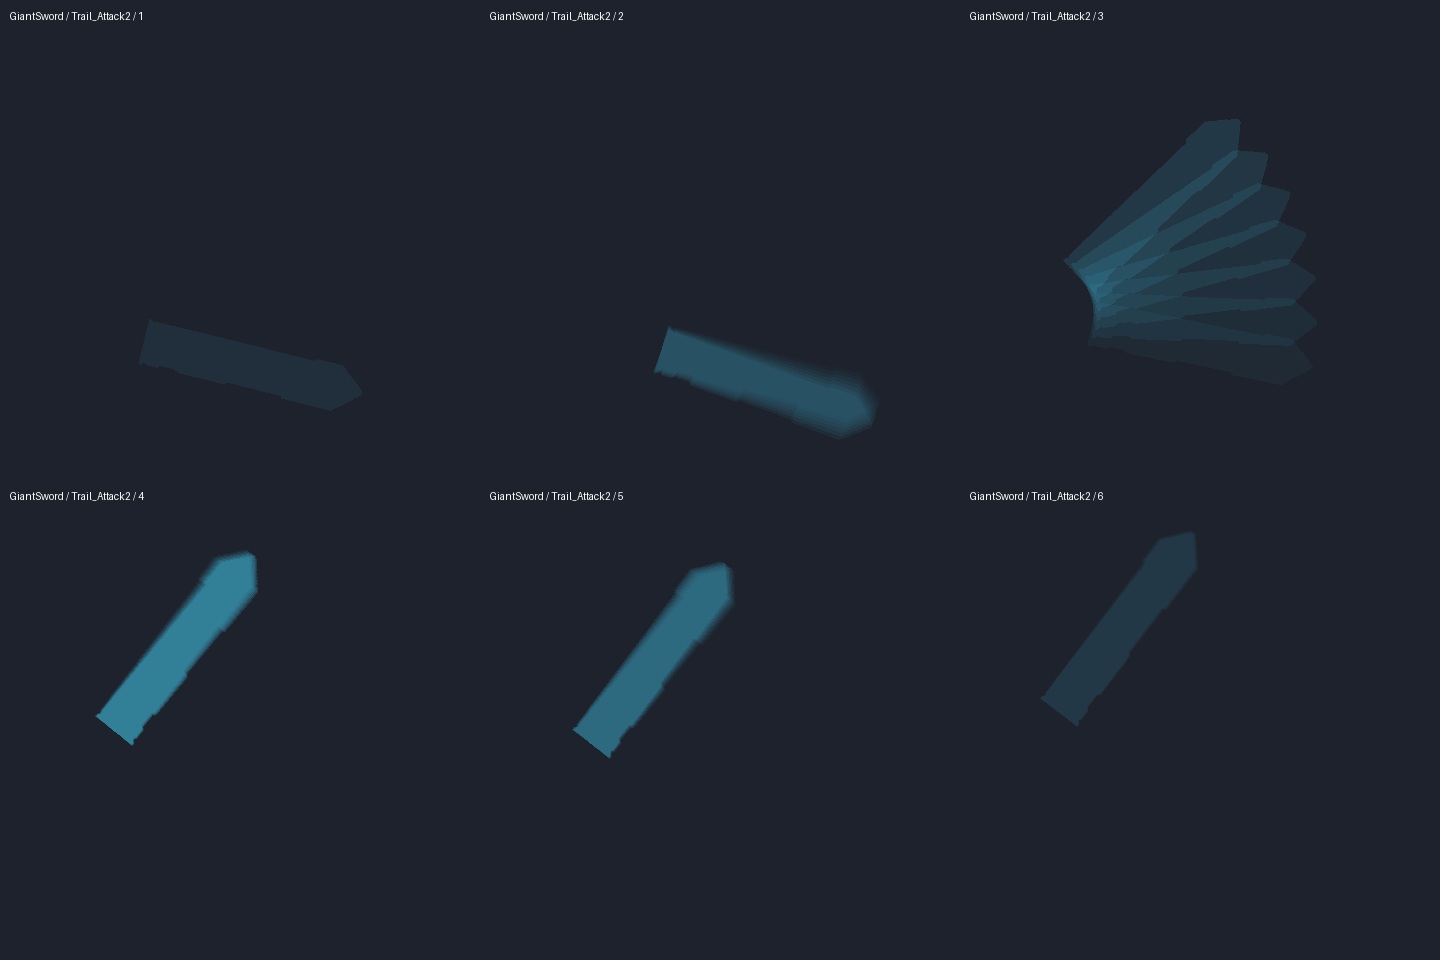 GiantSword / Trail_Attack2 / 1
GiantSword / Trail_Attack2 / 2
GiantSword / Trail_Attack2 / 3
GiantSword / Trail_Attack2 / 4
GiantSword / Trail_Attack2 / 5
GiantSword / Trail_Attack2 / 6